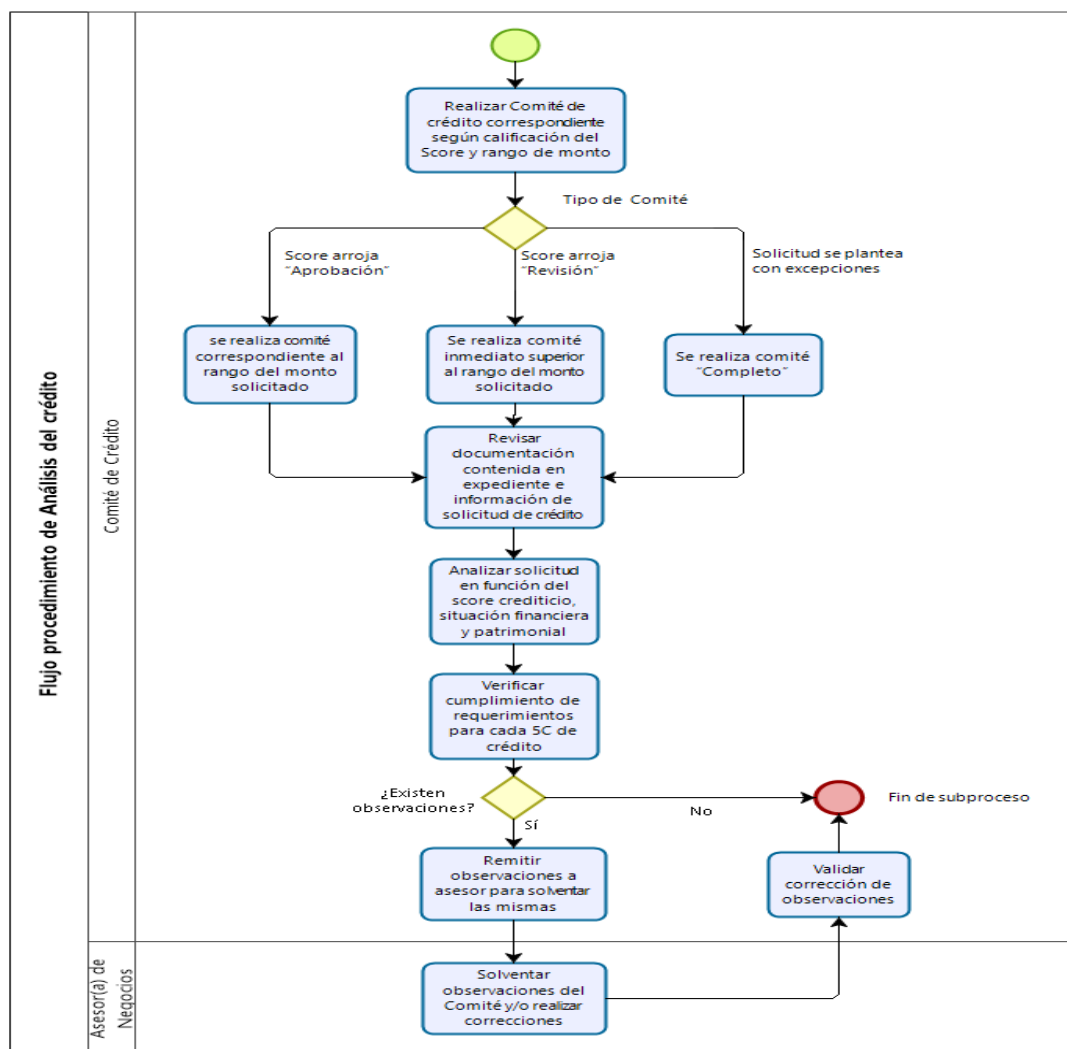 Flujo procedimiento de Análisis del crédito
Comité de Crédito
Realizar Comité de
crédito correspondiente
según calificación del
Score y rango de monto
Tipo de Comité
Score arroja
"Aprobación"
Score arroja
"Revisión"
Solicitud se plantea
con excepciones
se realiza comité
correspondiente al
rango del monto
solicitado
Se realiza comité
inmediato superior
al rango del monto
solicitado
Se realiza comité
"Completo"
Revisar
documentación
contenida en
expediente e
información de
solicitud de crédito
Analizar solicitud
en función del
score crediticio,
situación financiera
y patrimonial
Verificar
cumplimiento de
requerimientos
para cada 5C de
crédito
¿Existen
observaciones?
No
Fin de subproceso
Sí
Remitir
observaciones a
asesor para solventar
las mismas
Validar
corrección de
observaciones
Asesor(a) de
Negocios
Solventar
observaciones del
Comité y/o realizar
correcciones